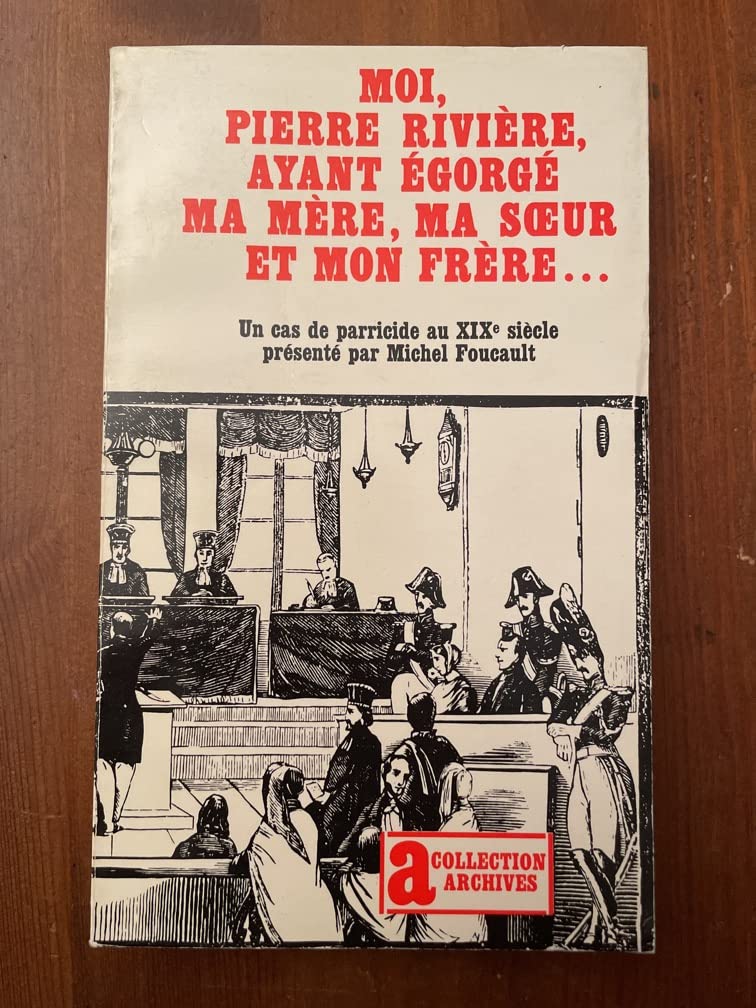 MOI,
PIERRE RIVIÈRE,
AYANT ÉGORGÉ
MA MÈRE, MA SŒUR
ET MON FRÈRE...
Un cas de parricide au XIXe siècle
présenté par Michel Foucault
a COLLECTION
ARCHIVES